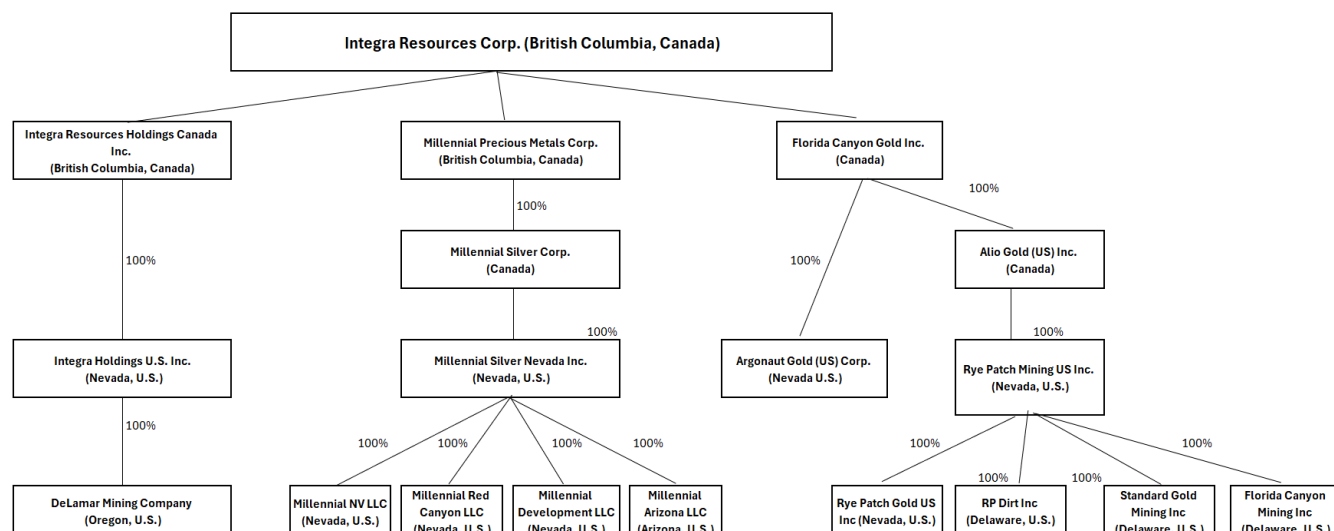 Integra Resources Corp. (British Columbia, Canada)
Integra Resources Holdings Canada
Inc.
(British Columbia, Canada)
Millennial Precious Metals Corp.
(British Columbia, Canada)
Florida Canyon Gold Inc.
(Canada)
100%
100%
Millennial Silver Corp.
(Canada)
Alio Gold (US) Inc.
(Canada)
100%
100%
100%
100%
Integra Holdings U.S. Inc.
(Nevada, U.S.)
Millennial Silver Nevada Inc.
(Nevada, U.S.)
Argonaut Gold (US) Corp.
(Nevada U.S.)
Rye Patch Mining US Inc.
(Nevada, U.S.)
100%
100%
100%
100%
100%
100%
100%
100%
100%
DeLamar Mining Company
(Oregon, U.S.)
Millennial NV LLC
(Nevada, U.S.)
Millennial Red
Canyon LLC
(Nevada, U.S.)
Millennial
Development LLC
(Nevada, U.S.)
Millennial
Arizona LLC
(Arizona, U.S.)
Rye Patch Gold US
Inc (Nevada, U.S.)
RP Dirt Inc
(Delaware, U.S.)
Standard Gold
Mining Inc
(Delaware, U.S.)
Florida Canyon
Mining Inc
(Delaware, U.S.)